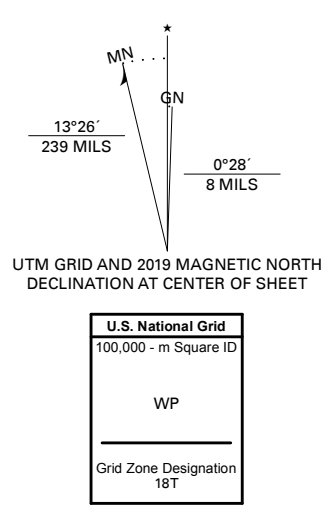 ★
MN
GN
13°26´
239 MILS
0°28´
8 MILS
UTM GRID AND 2019 MAGNETIC NORTH
DECLINATION AT CENTER OF SHEET
U.S. National Grid
100,000 - m Square ID
WP
Grid Zone Designation
18T